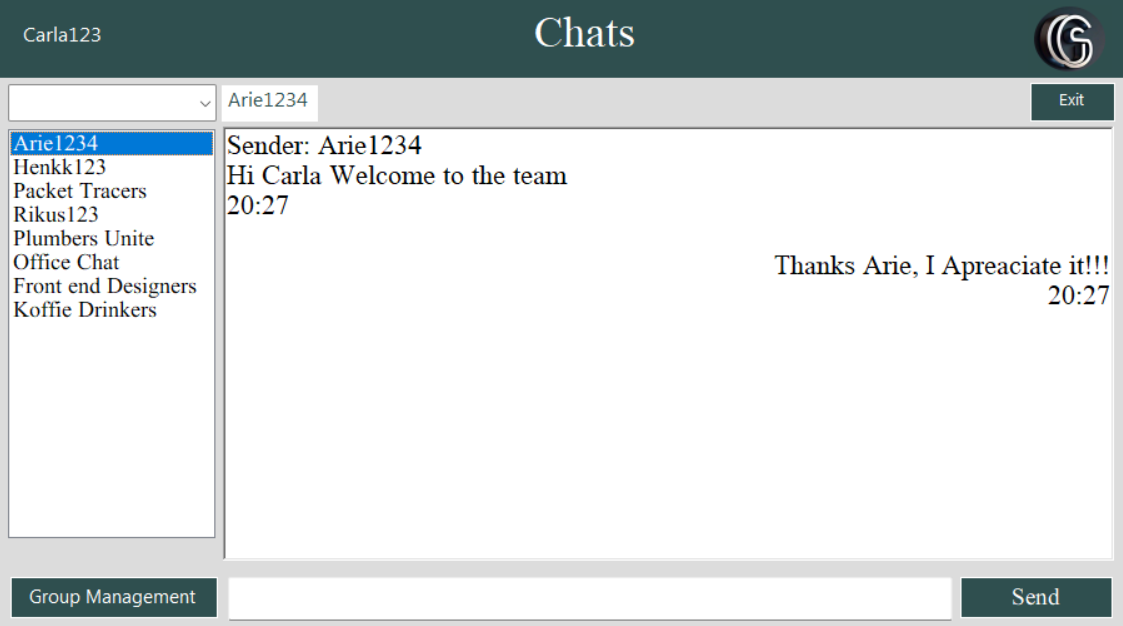 Carla123
Chats
Arie1234
Exit
Arie1234
Henkk123
Packet Tracers
Rikus123
Plumbers Unite
Office Chat
Front end Designers
Koffie Drinkers
Sender: Arie1234
Hi Carla Welcome to the team
20:27
Thanks Arie, I Apreaciate it!!!
20:27
Group Management
Send